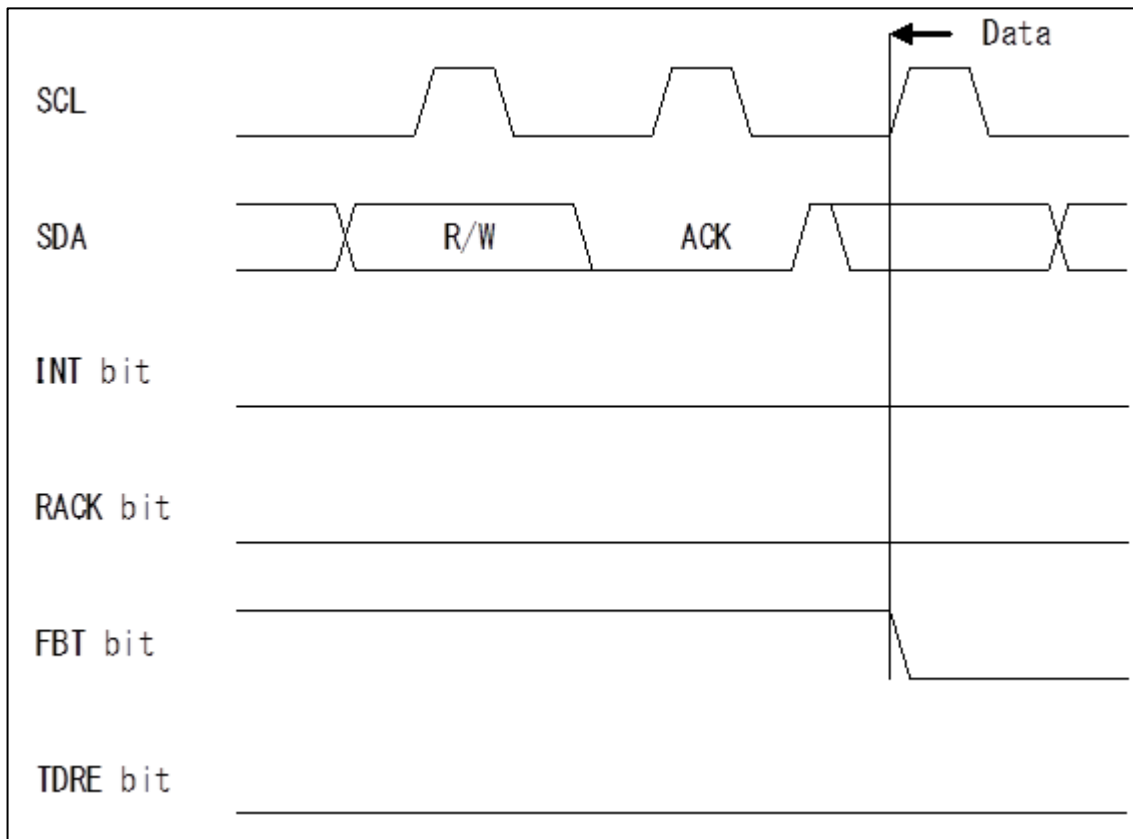 Data
SCL
SDA R/W ACK
INT bit
RACK bit
FBT bit
TDRE bit